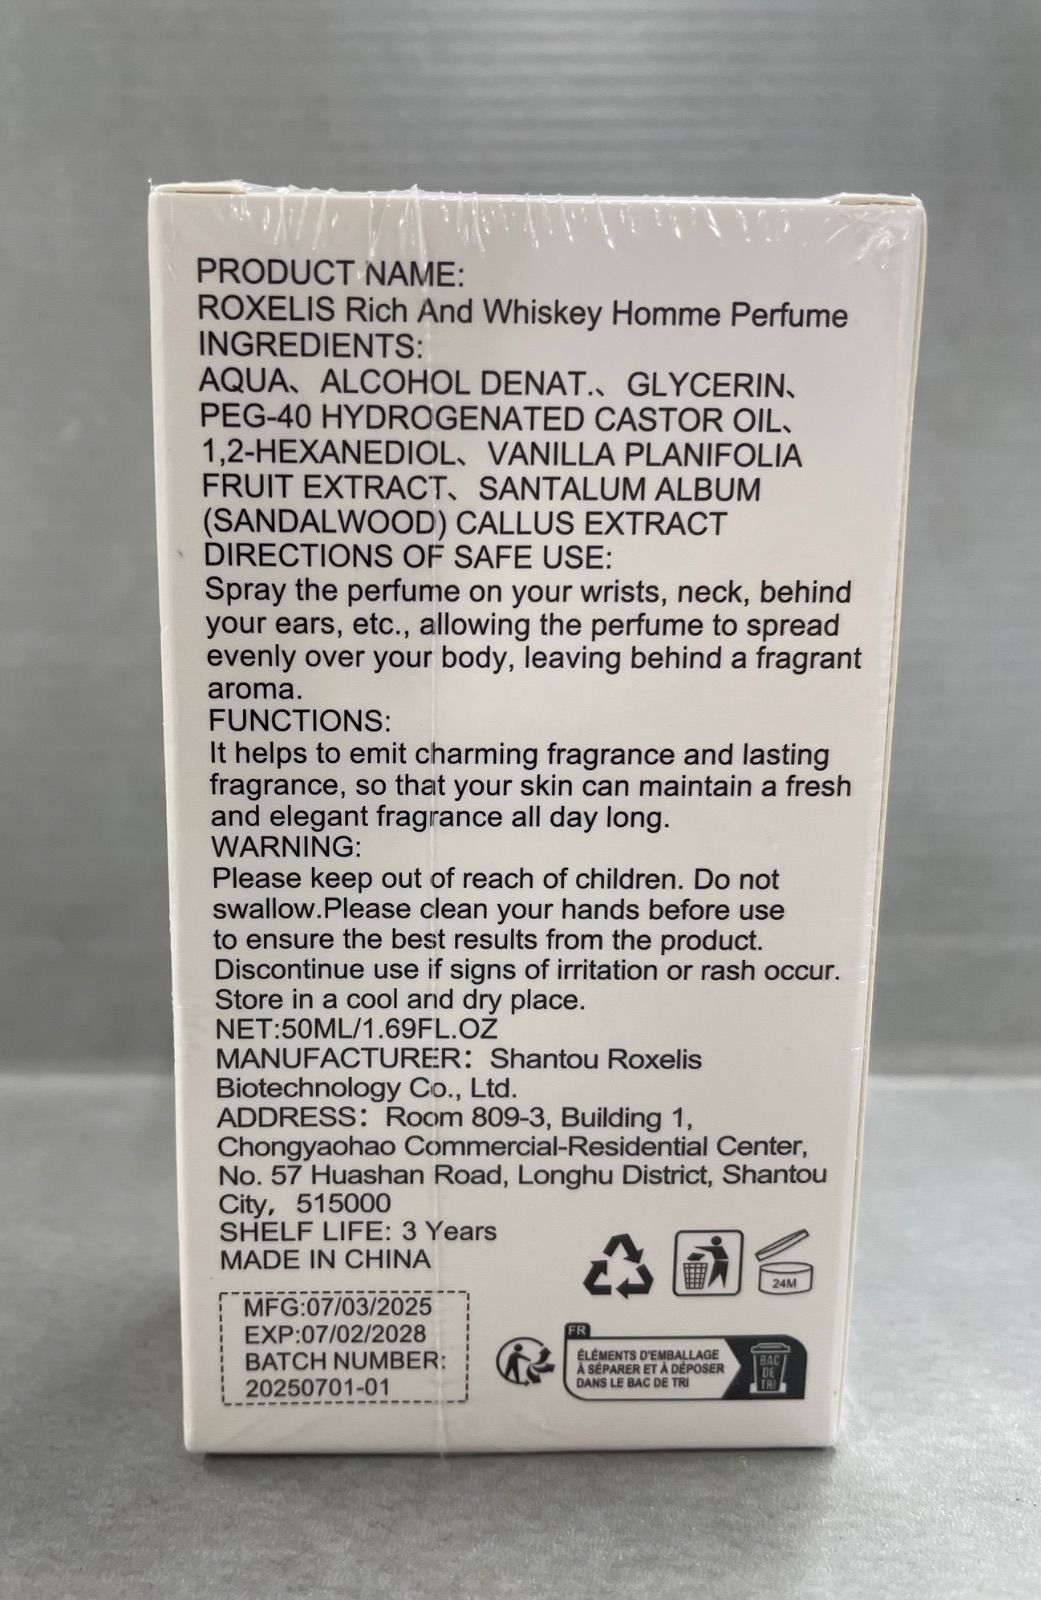 PRODUCT NAME:
ROXELIS Rich And Whiskey Homme Perfume
INGREDIENTS:
AQUA、ALCOHOL DENAT.、GLYCERIN、
PEG-40 HYDROGENATED CASTOR OIL、
1,2-HEXANEDIOL、VANILLA PLANIFOLIA
FRUIT EXTRACT、SANTALUM ALBUM
(SANDALWOOD) CALLUS EXTRACT
DIRECTIONS OF SAFE USE:
Spray the perfume on your wrists, neck, behind
your ears, etc., allowing the perfume to spread
evenly over your body, leaving behind a fragrant
aroma.
FUNCTIONS:
It helps to emit charming fragrance and lasting
fragrance, so that your skin can maintain a fresh
and elegant fragrance all day long.
WARNING:
Please keep out of reach of children. Do not
swallow.Please clean your hands before use
to ensure the best results from the product.
Discontinue use if signs of irritation or rash occur.
Store in a cool and dry place.
NET:50ML/1.69FL.OZ
MANUFACTURER：Shantou Roxelis
Biotechnology Co., Ltd.
ADDRESS：Room 809-3, Building 1,
Chongyaohao Commercial-Residential Center,
No. 57 Huashan Road, Longhu District, Shantou
City，515000
SHELF LIFE: 3 Years
MADE IN CHINA
24M
MFG:07/03/2025
EXP:07/02/2028
BATCH NUMBER:
20250701-01
FR
ÉLÉMENTS D'EMBALLAGE
À SÉPARER ET À DÉPOSER
DANS LE BAC DE TRI
BAC
DE
TRI